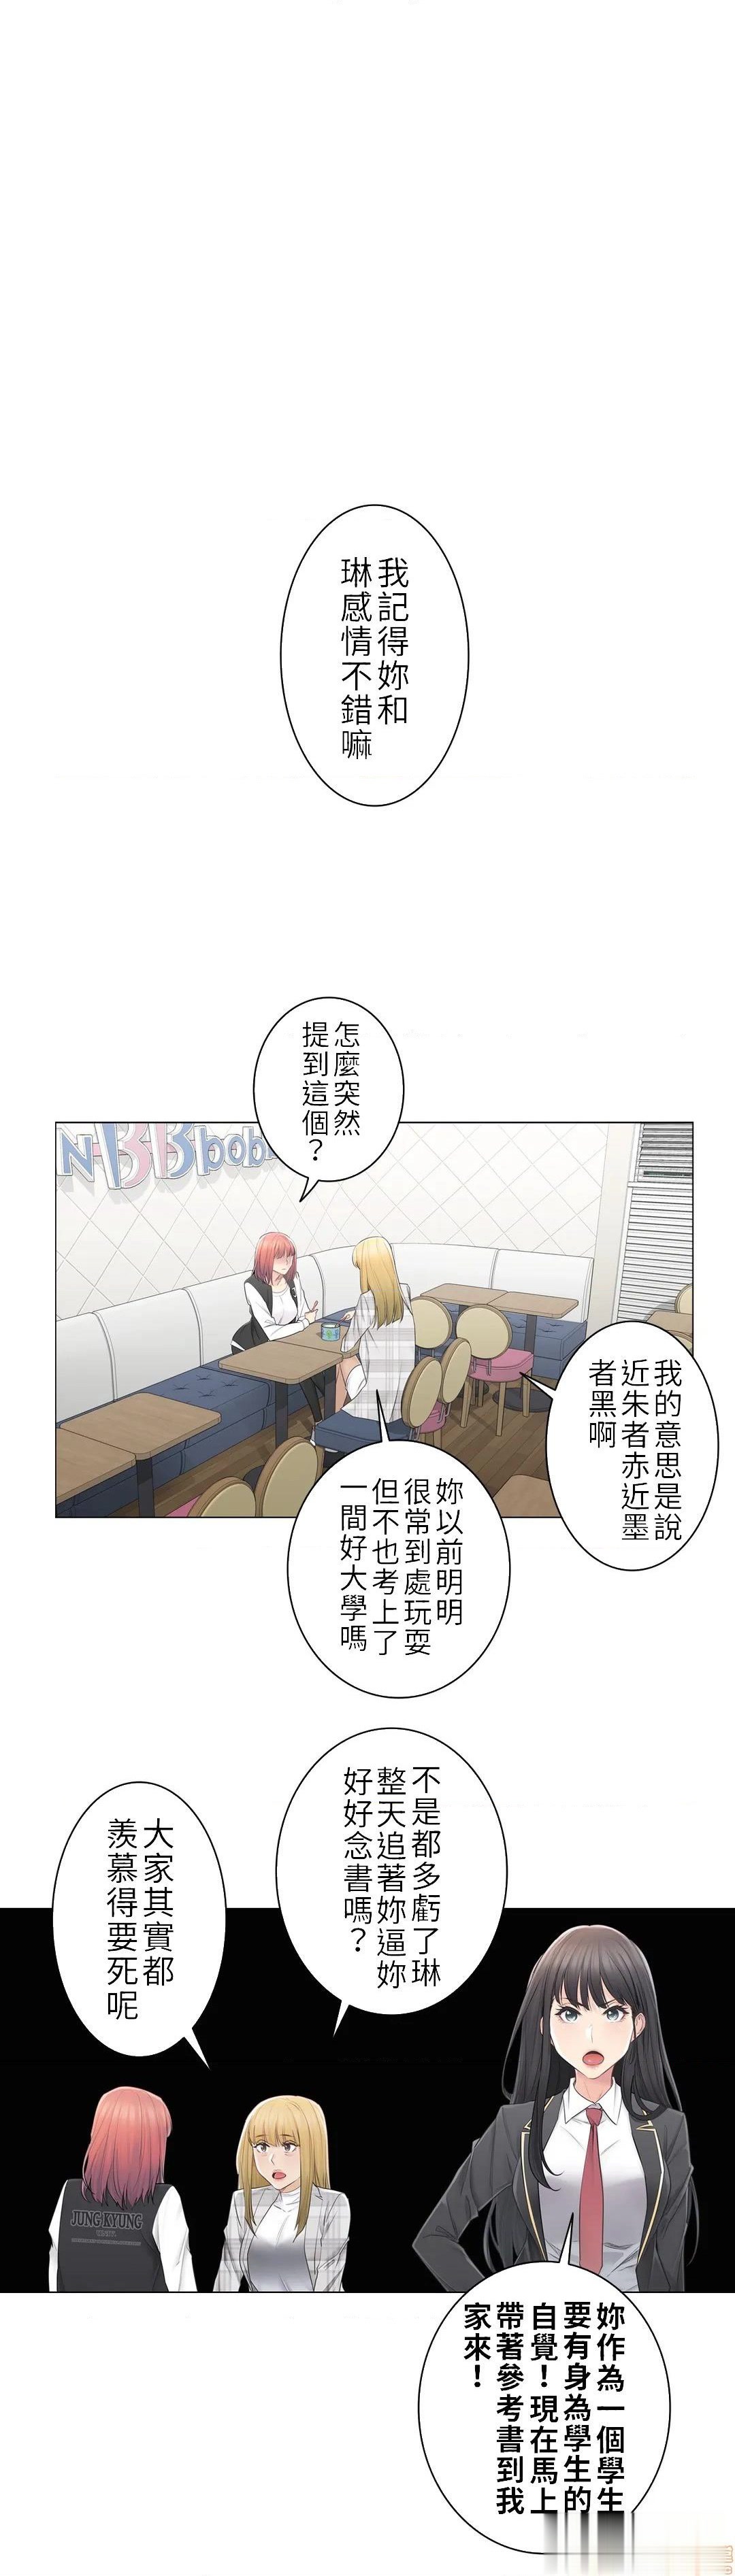 我記得妳和
琳感情不錯嘛
怎麼突然
提到這個？
N-BBbob
我的意思是說
近朱者赤近墨
者黑啊
妳以前明明
很常到處玩耍
但不也考上了
一間好大學嗎
不是都多虧了琳
整天追著妳逼妳
好好念書嗎？
大家其實都
羨慕得要死呢
JUNG KYUNG
妳作為一個學生
要有身為學生的
自覺！現在馬上
帶著參考書到我
家來！